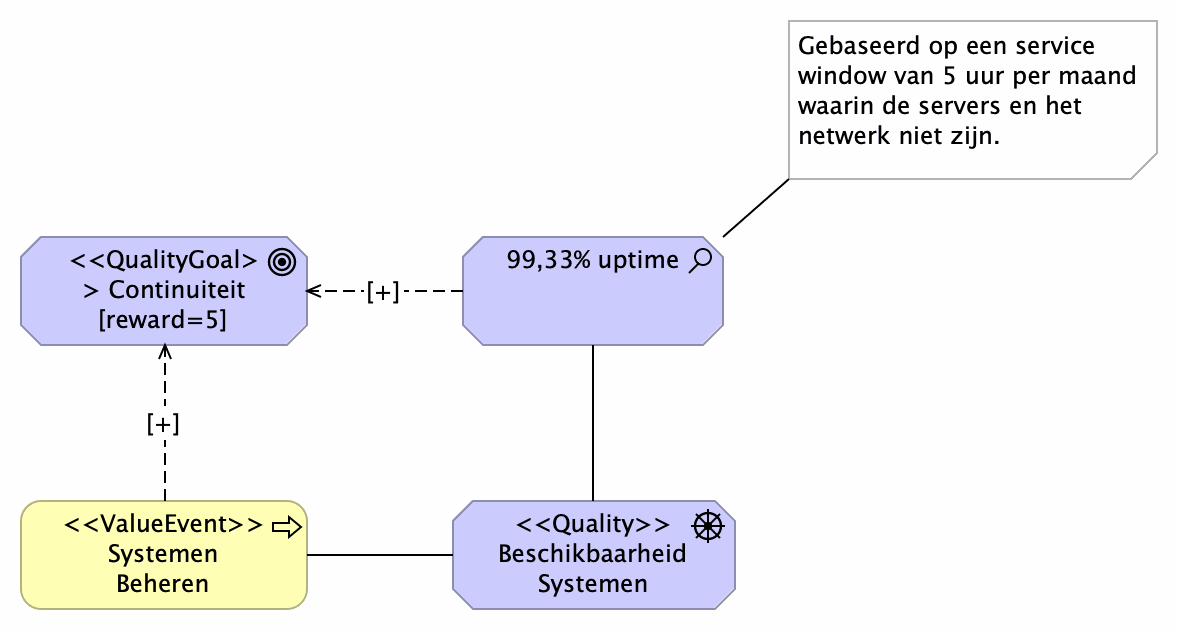 Gebaseerd op een service
window van 5 uur per maand
waarin de servers en het
netwerk niet zijn.
<<QualityGoal>
> Continuiteit
[reward=5]
[+]
99,33% uptime
[+]
<<ValueEvent>>
Systemen
Beheren
<<Quality>>
Beschikbaarheid
Systemen